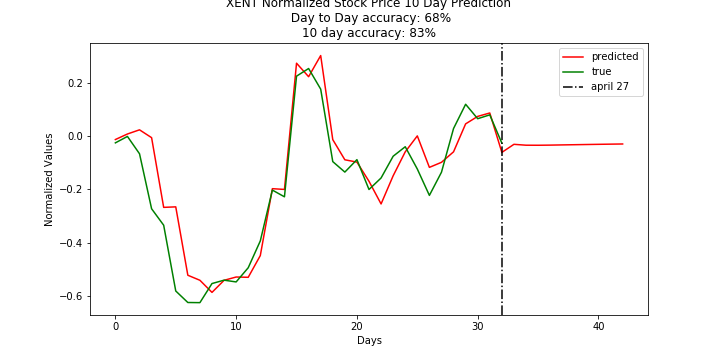 XENT Normalized Stock Price 10 Day Prediction
Day to Day accuracy: 68%
10 day accuracy: 83%
predicted
true
april 27
Normalized Values
0.2
0.0
−0.2
−0.4
−0.6
0
10
20
30
40
Days